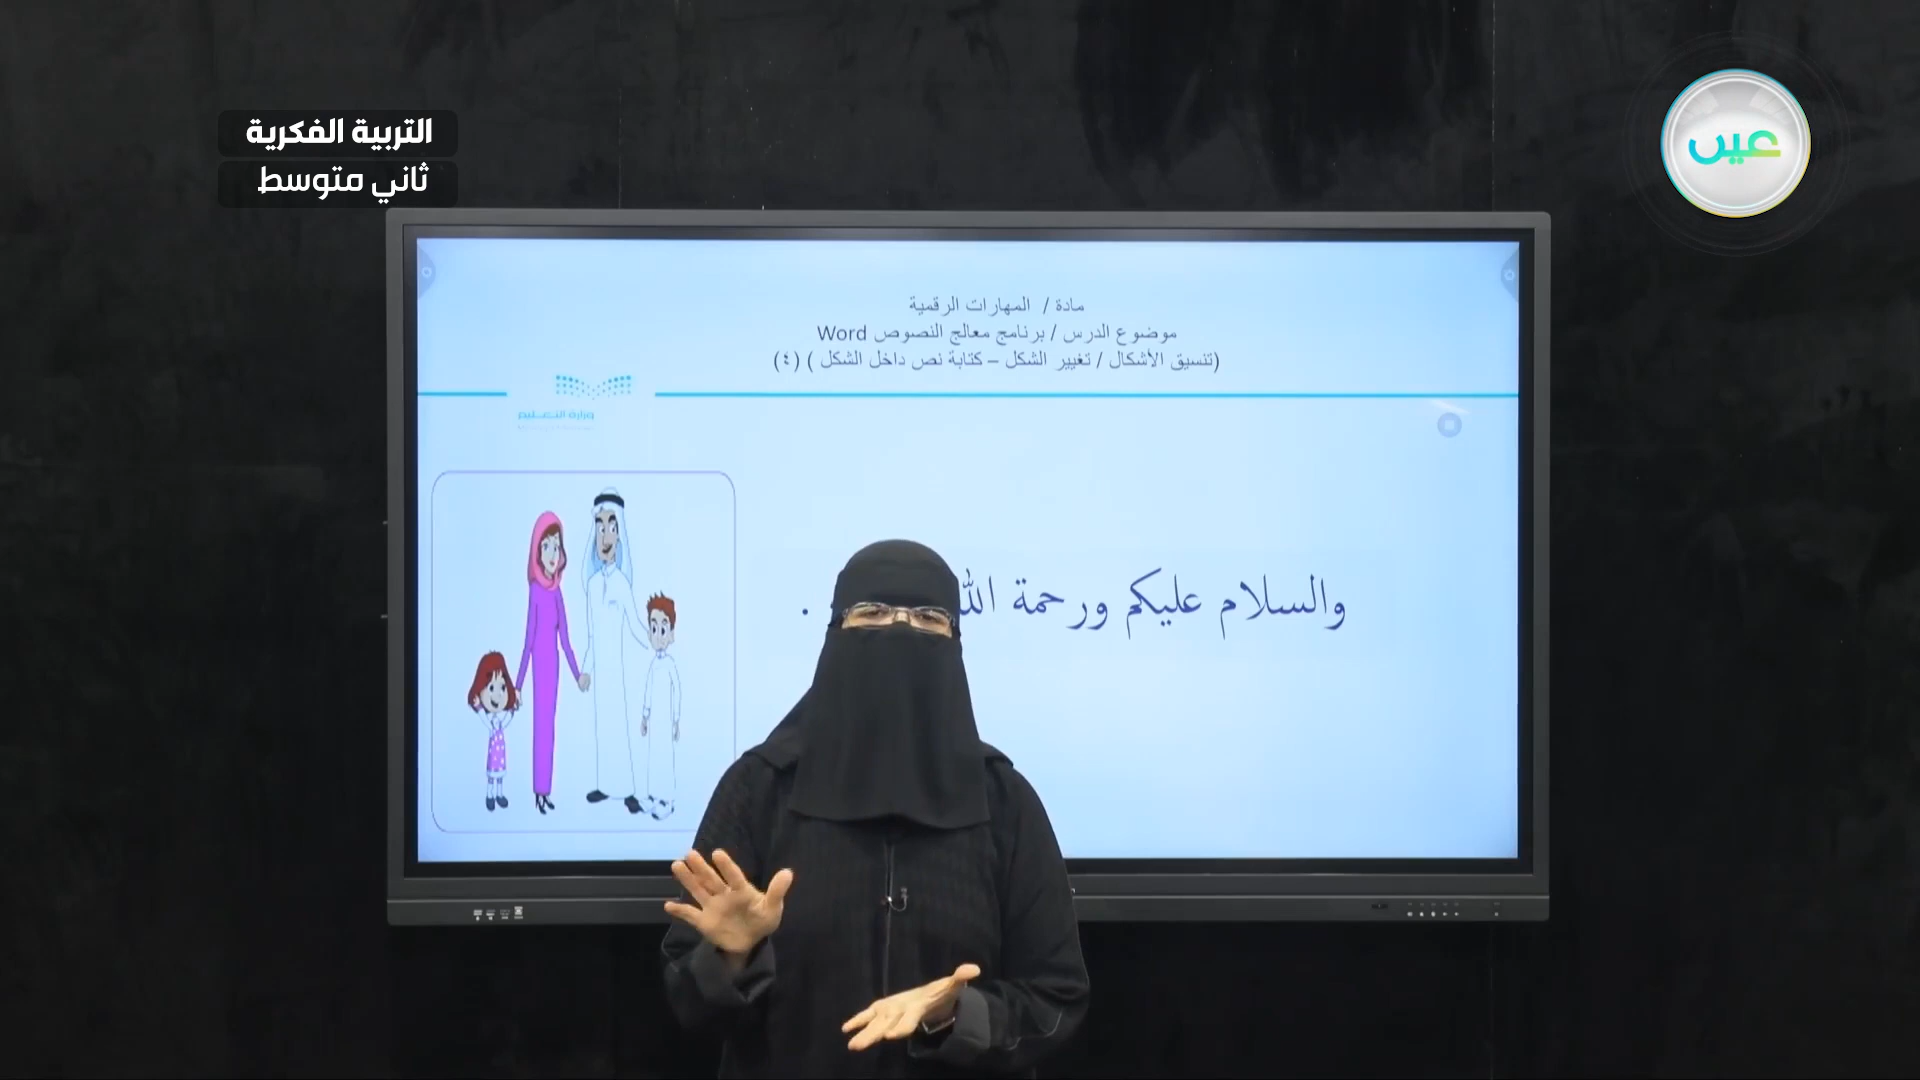 التربية الفكرية
ثاني متوسط
عين
مادة / المهارات الرقمية
موضوع الدرس / برنامج معالج النصوص Word
(تنسيق الأشكال / تغيير الشكل – كتابة نص داخل الشكل ) (٤)
وزارة التعليم
والسلام عليكم ورحمة الله .